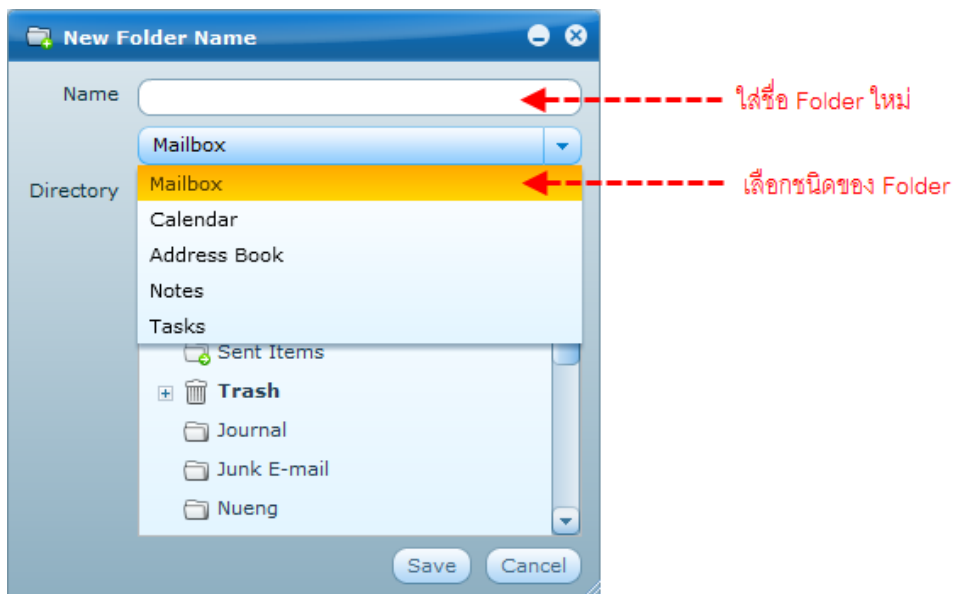 New Folder Name
Name
ใส่ชื่อ Folder ใหม่
Mailbox
Directory
Mailbox
เลือกชนิดของ Folder
Calendar
Address Book
Notes
Tasks
Sent Items
Trash
Journal
Junk E-mail
Nueng
Save
Cancel